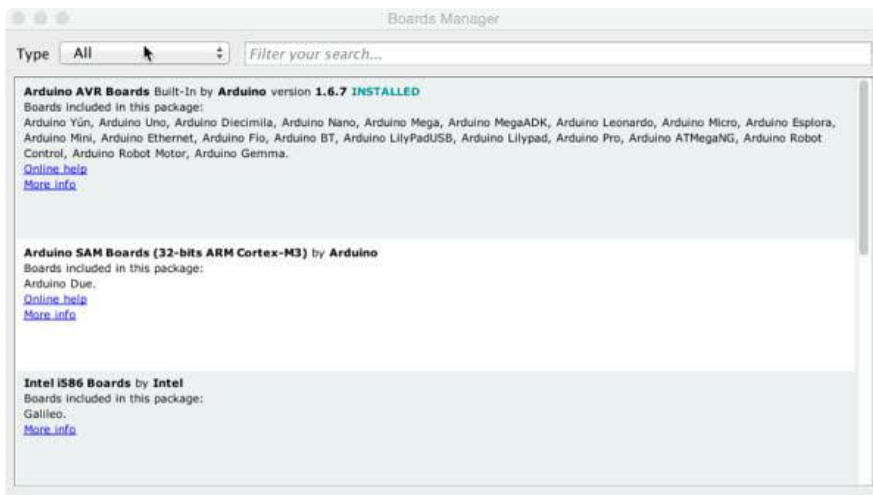 Boards Manager
Type All Filter your search...
Arduino AVR Boards Built-In by Arduino version 1.6.7 INSTALLED
Boards included in this package:
Arduino Yún, Arduino Uno, Arduino Diecimila, Arduino Nano, Arduino Mega, Arduino MegaADK, Arduino Leonardo, Arduino Micro, Arduino Esplora,
Arduino Mini, Arduino Ethernet, Arduino Fio, Arduino BT, Arduino LilyPadUSB, Arduino Lilypad, Arduino Pro, Arduino ATMegaNG, Arduino Robot
Control, Arduino Robot Motor, Arduino Gemma.
Online help
More info
Arduino SAM Boards (32-bits ARM Cortex-M3) by Arduino
Boards included in this package:
Arduino Due.
Online help
More info
Intel i586 Boards by Intel
Boards included in this package:
Galileo.
More info